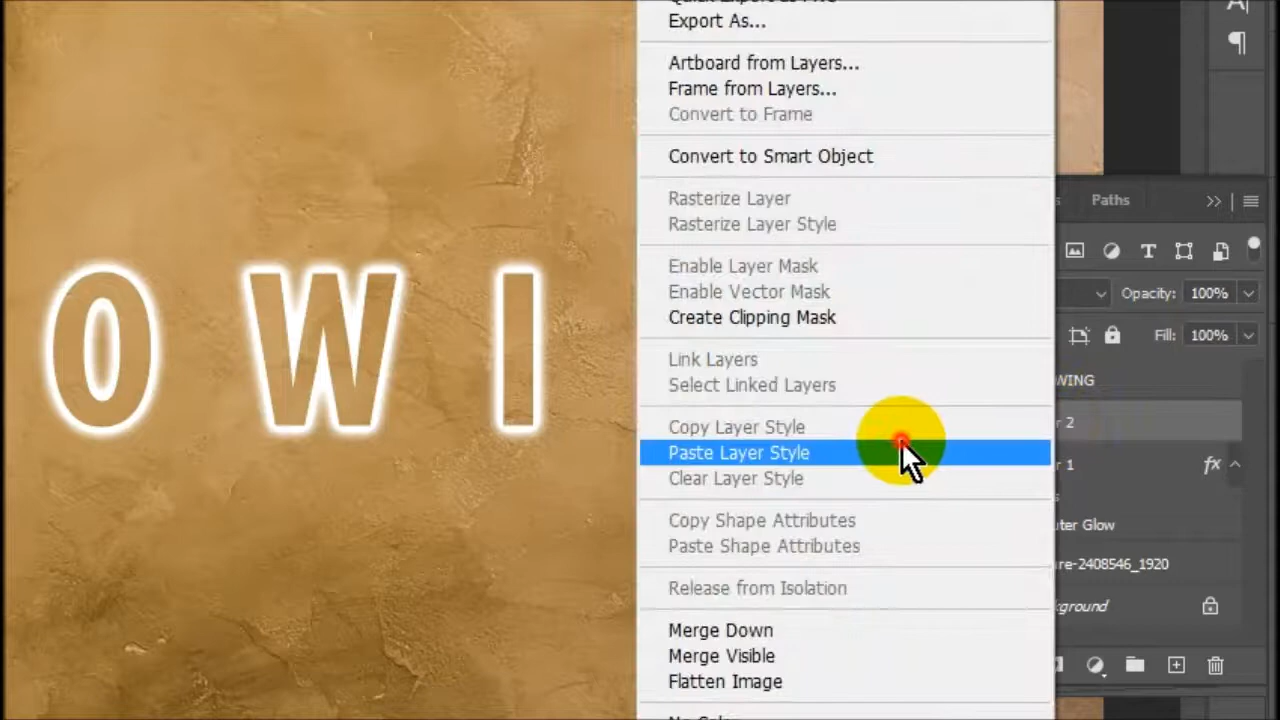 Export As...
Artboard from Layers...
Frame from Layers...
Convert to Frame
Convert to Smart Object
Rasterize Layer
Rasterize Layer Style
Enable Layer Mask
Enable Vector Mask
Create Clipping Mask
Link Layers
Select Linked Layers
Copy Layer Style
Paste Layer Style
Clear Layer Style
Copy Shape Attributes
Paste Shape Attributes
Release from Isolation
Merge Down
Merge Visible
Flatten Image
O W I
Paths
Opacity: 100%
Fill: 100%
WING
r 2
r 1
fx
uter Glow
ure-2408546_1920
kground